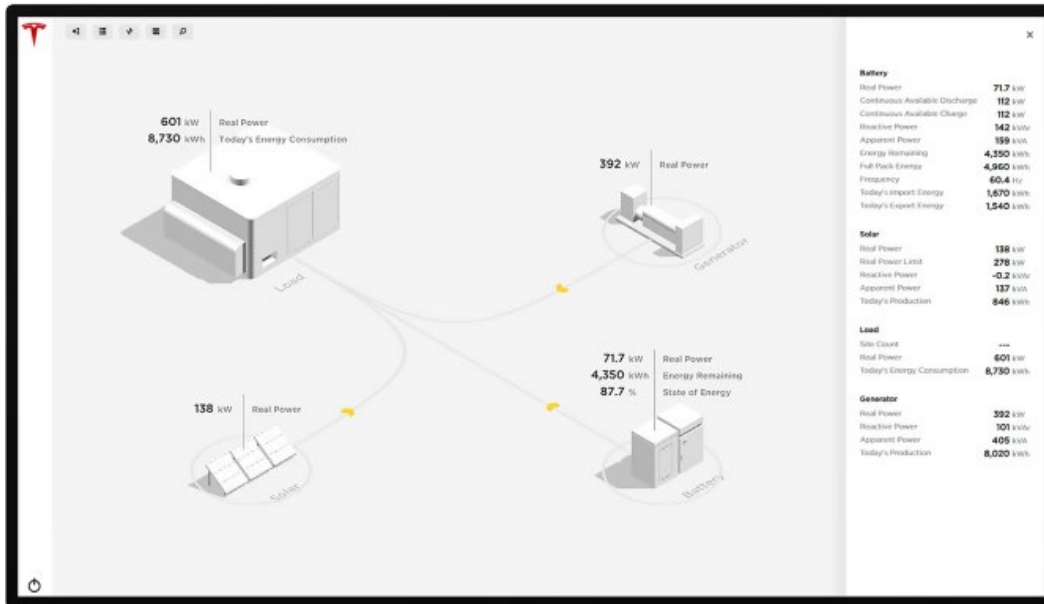 601 kW Real Power
8,730 kWh Today's Energy Consumption
392 kW Real Power
Generator
Load
71.7 kW Real Power
4,350 kWh Energy Remaining
87.7 % State of Energy
138 kW Real Power
Solar
Battery
Battery
Real Power 71.7 kW
Continuous Available Discharge 112 kW
Continuous Available Charge 112 kW
Reactive Power 142 kVAr
Apparent Power 159 kVA
Energy Remaining 4,350 kWh
Full Pack Energy 4,960 kWh
Frequency 60.4 Hz
Today's Import Energy 1,670 kWh
Today's Export Energy 1,540 kWh
Solar
Real Power 138 kW
Real Power Limit 278 kW
Reactive Power -0.2 kVAr
Apparent Power 137 kVA
Today's Production 846 kWh
Load
Site Count ---
Real Power 601 kW
Today's Energy Consumption 8,730 kWh
Generator
Real Power 392 kW
Reactive Power 101 kVAr
Apparent Power 405 kVA
Today's Production 8,020 kWh